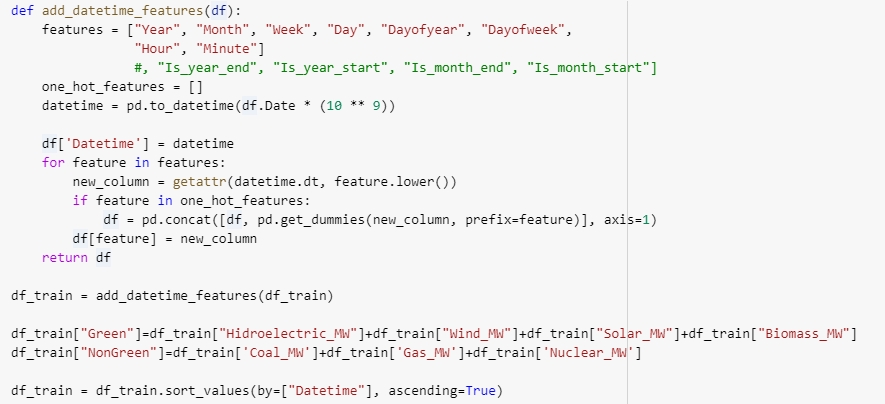 def add_datetime_features(df):
    features = ["Year", "Month", "Week", "Day", "Dayofyear", "Dayofweek",
                "Hour", "Minute"]
                #, "Is_year_end", "Is_year_start", "Is_month_end", "Is_month_start"]
    one_hot_features = []
    datetime = pd.to_datetime(df.Date * (10 ** 9))

    df['Datetime'] = datetime
    for feature in features:
        new_column = getattr(datetime.dt, feature.lower())
        if feature in one_hot_features:
            df = pd.concat([df, pd.get_dummies(new_column, prefix=feature)], axis=1)
        df[feature] = new_column
    return df

df_train = add_datetime_features(df_train)

df_train["Green"]=df_train["Hidroelectric_MW"]+df_train["Wind_MW"]+df_train["Solar_MW"]+df_train["Biomass_MW"]
df_train["NonGreen"]=df_train['Coal_MW']+df_train['Gas_MW']+df_train['Nuclear_MW']

df_train = df_train.sort_values(by=["Datetime"], ascending=True)